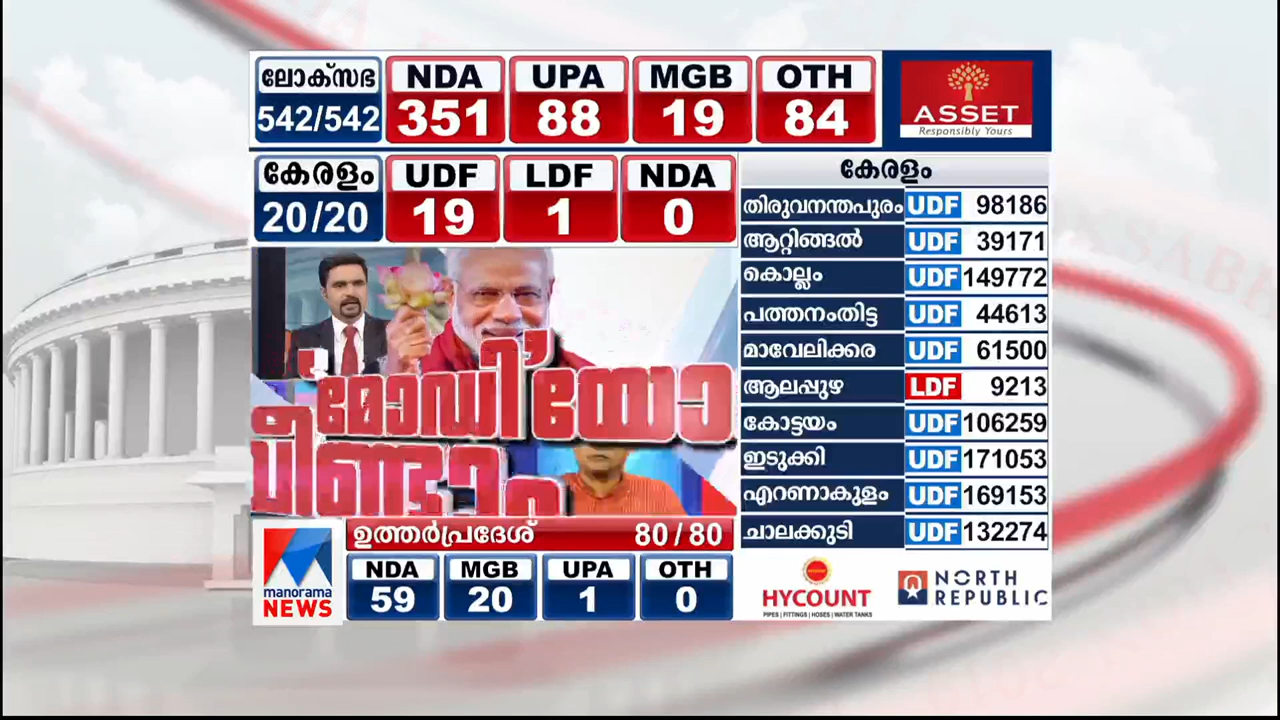 ലോക്സഭ NDA UPA MGB OTH
542/542 351 88 19 84
ASSET
Responsibly Yours
കേരളം UDF LDF NDA
20/20 19 1 0
കേരളം
തിരുവനന്തപുരം UDF 98186
ആറ്റിങ്ങൽ UDF 39171
കൊല്ലം UDF 149772
പത്തനംതിട്ട UDF 44613
മാവേലിക്കര UDF 61500
ആലപ്പുഴ LDF 9213
കോട്ടയം UDF 106259
ഇടുക്കി UDF 171053
എറണാകുളം UDF 169153
ചാലക്കുടി UDF 132274
'മോഡി'യോ
വീണ്ടും
ഉത്തർപ്രദേശ് 80/80
NDA MGB UPA OTH
59 20 1 0
manorama
NEWS
HYCOUNT
PIPES | FITTINGS | HOSES | WATER TANKS
NORTH
REPUBLIC